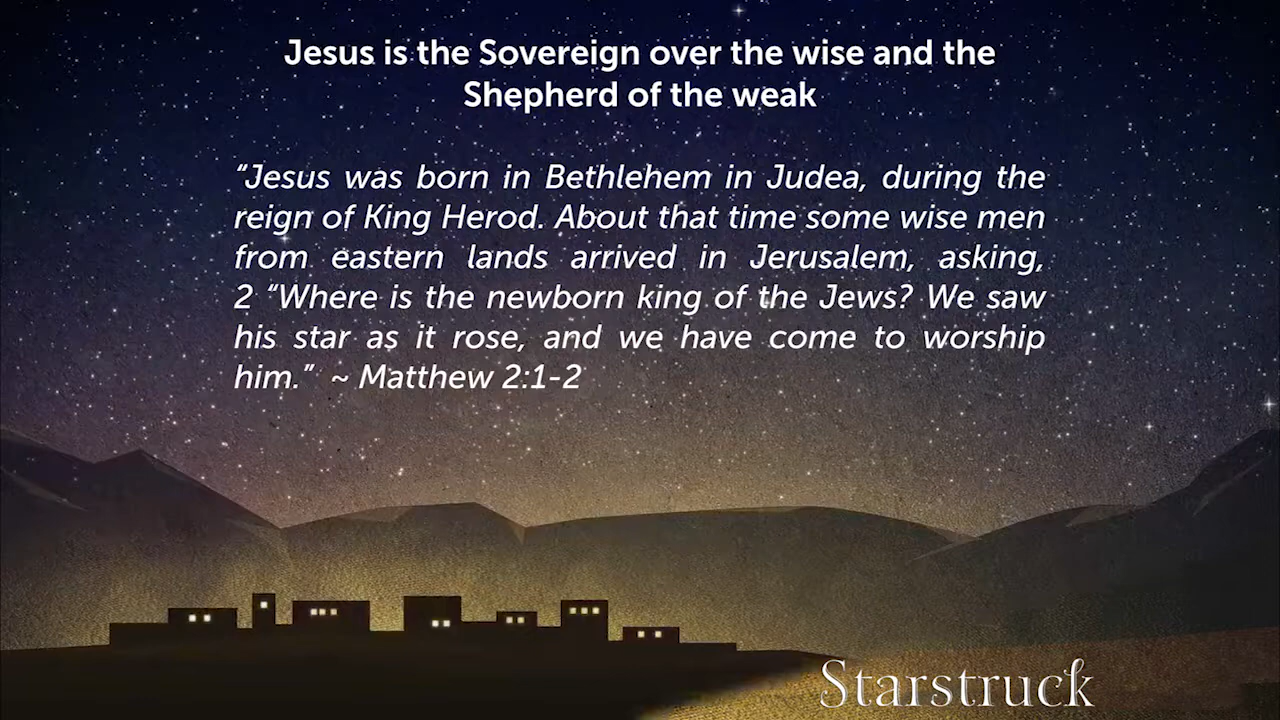 Jesus is the Sovereign over the wise and the
Shepherd of the weak
“Jesus was born in Bethlehem in Judea, during the
reign of King Herod. About that time some wise men
from eastern lands arrived in Jerusalem, asking,
2 “Where is the newborn king of the Jews? We saw
his star as it rose, and we have come to worship
him.” ~ Matthew 2:1-2
Starstruck